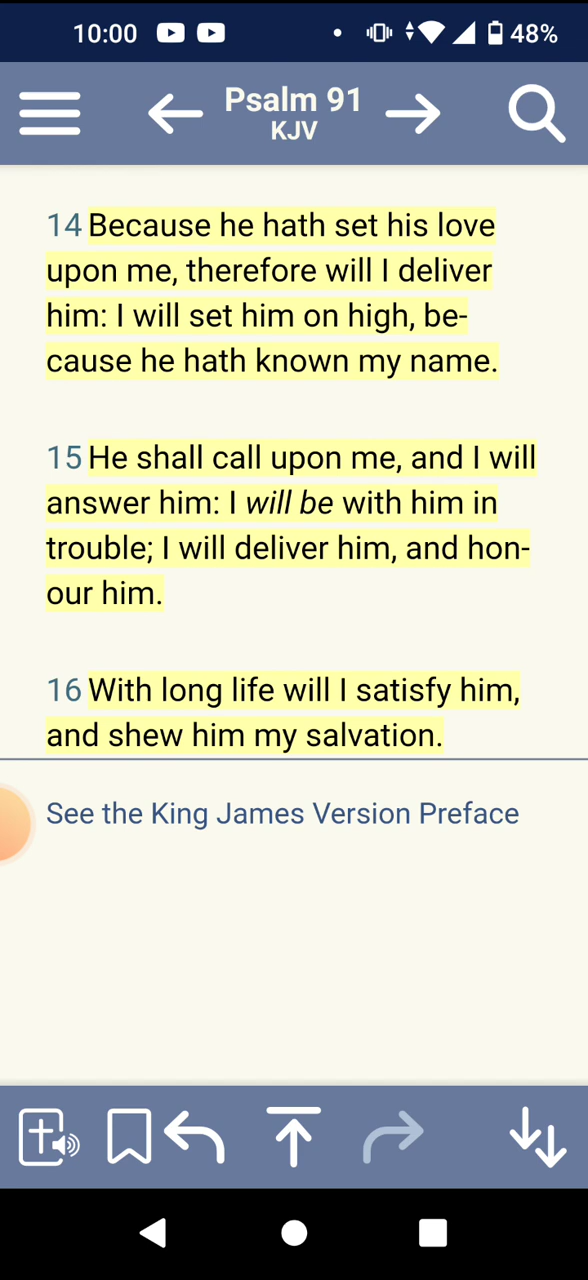 10:00 48%
Psalm 91
KJV
14 Because he hath set his love
upon me, therefore will I deliver
him: I will set him on high, be-
cause he hath known my name.
15 He shall call upon me, and I will
answer him: I will be with him in
trouble; I will deliver him, and hon-
our him.
16 With long life will I satisfy him,
and shew him my salvation.
See the King James Version Preface